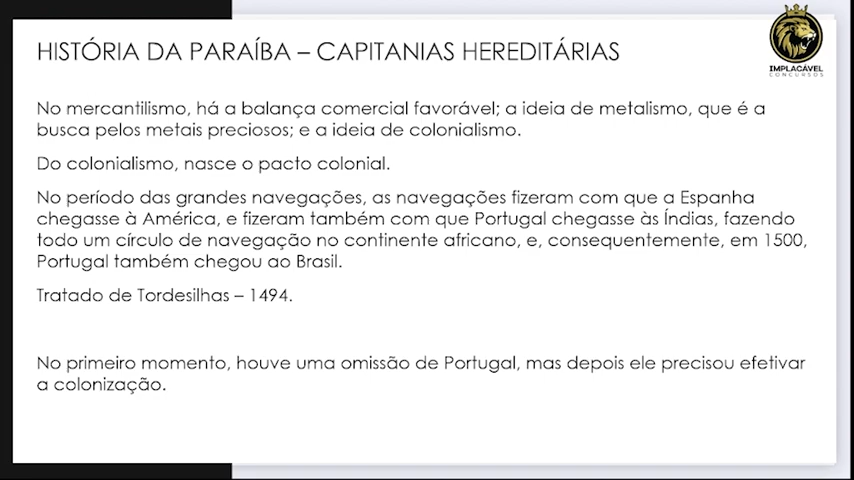 HISTÓRIA DA PARAÍBA – CAPITANIAS HEREDITÁRIAS
IMPLACÁVEL
CONCURSOS
No mercantilismo, há a balança comercial favorável; a ideia de metalismo, que é a
busca pelos metais preciosos; e a ideia de colonialismo.
Do colonialismo, nasce o pacto colonial.
No período das grandes navegações, as navegações fizeram com que a Espanha
chegasse à América, e fizeram também com que Portugal chegasse às Índias, fazendo
todo um círculo de navegação no continente africano, e, consequentemente, em 1500,
Portugal também chegou ao Brasil.
Tratado de Tordesilhas – 1494.
No primeiro momento, houve uma omissão de Portugal, mas depois ele precisou efetivar
a colonização.